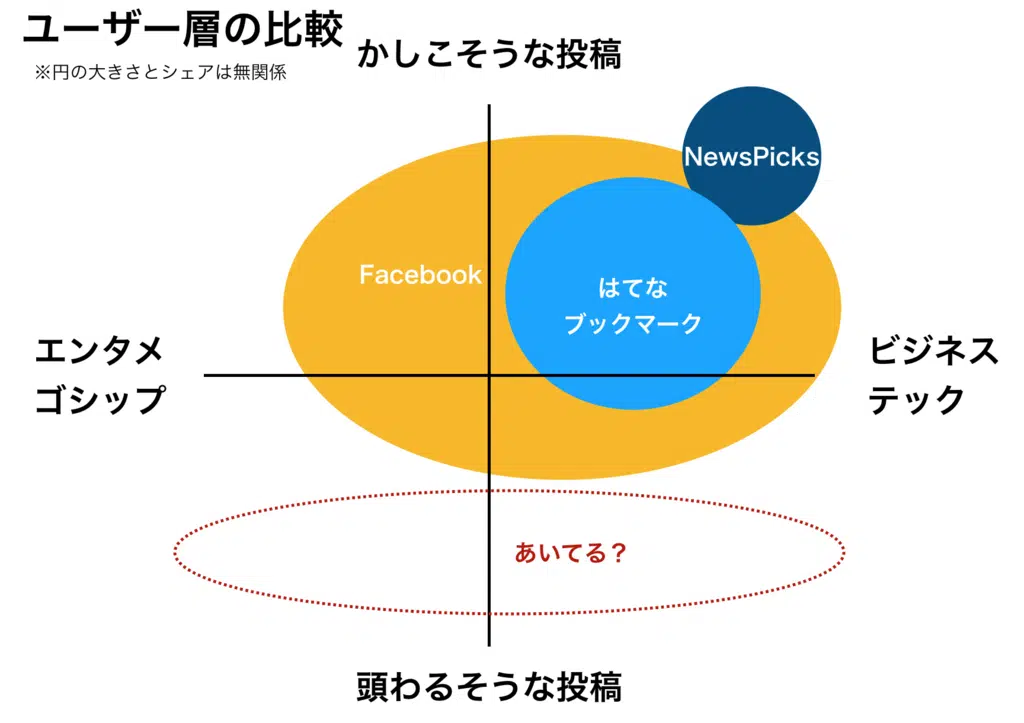 ユーザー層の比較
※円の大きさとシェアは無関係
かしこそうな投稿
NewsPicks
Facebook
はてな
ブックマーク
エンタメ
ゴシップ
ビジネス
テック
あいてる？
頭わるそうな投稿